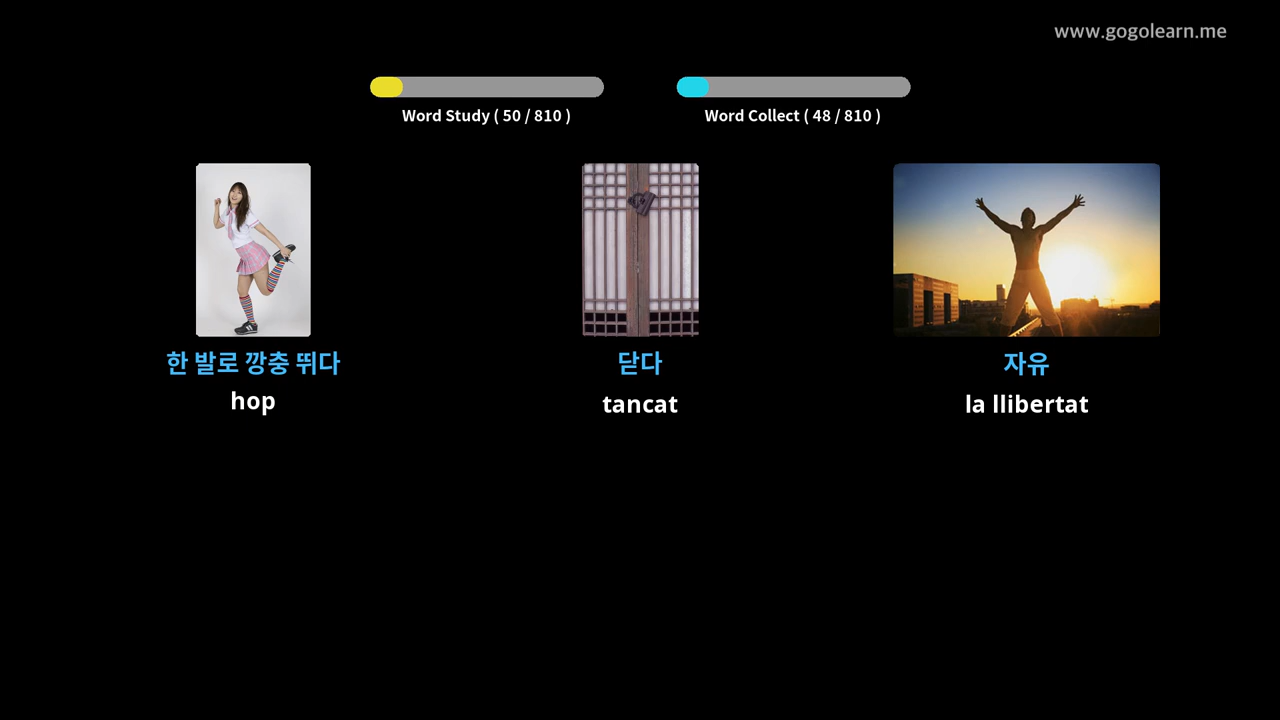 www.gogolearn.me
Word Study ( 50 / 810 )
Word Collect ( 48 / 810 )
한 발로 깡충 뛰다
hop
닫다
tancat
자유
la llibertat